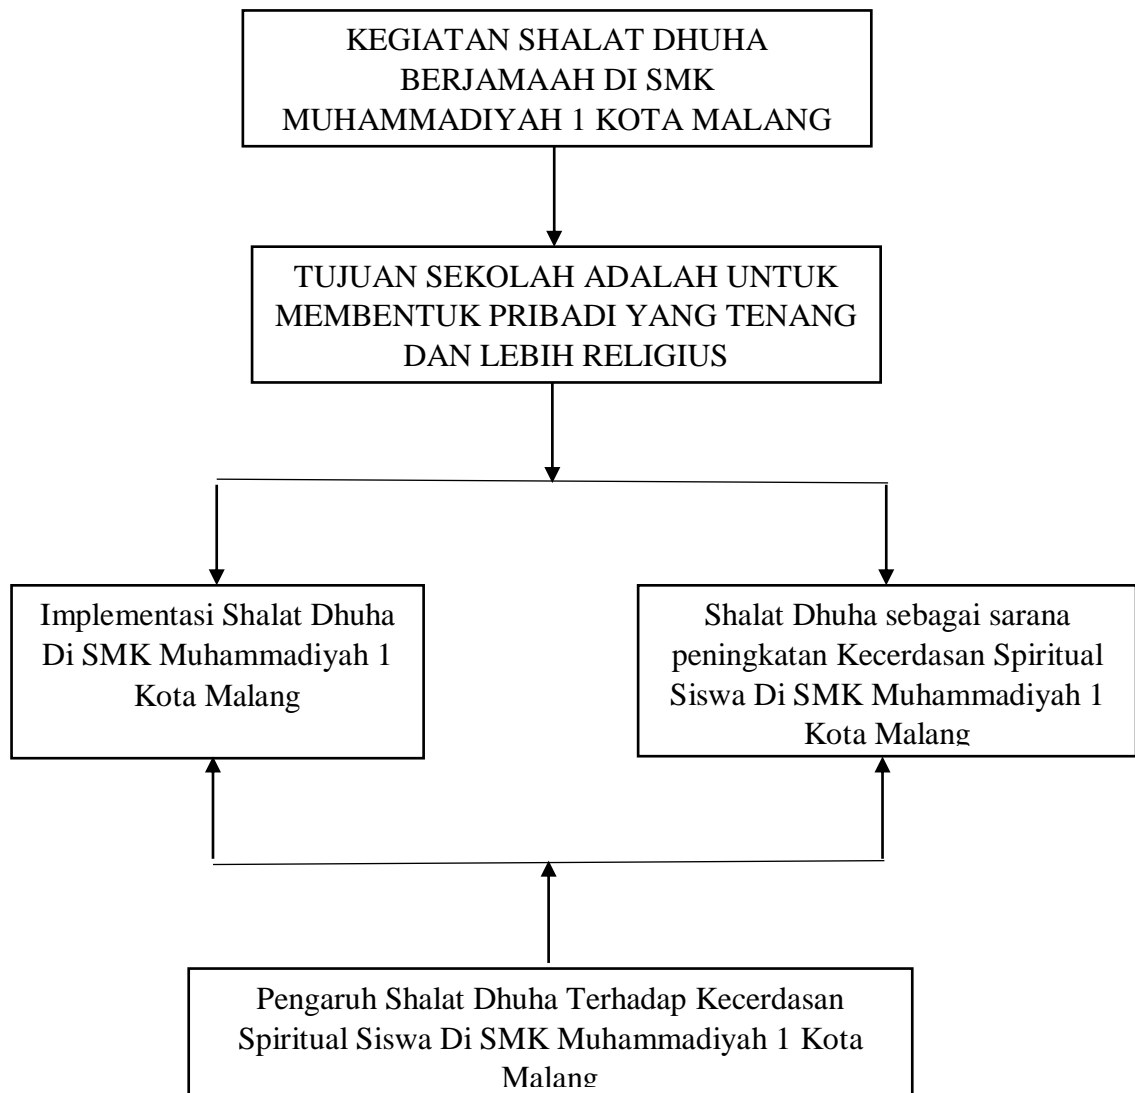 KEGIATAN SHALAT DHUHA
BERJAMAAH DI SMK
MUHAMMADIYAH 1 KOTA MALANG
TUJUAN SEKOLAH ADALAH UNTUK
MEMBENTUK PRIBADI YANG TENANG
DAN LEBIH RELIGIUS
Implementasi Shalat Dhuha
Di SMK Muhammadiyah 1
Kota Malang
Shalat Dhuha sebagai sarana
peningkatan Kecerdasan Spiritual
Siswa Di SMK Muhammadiyah 1
Kota Malang
Pengaruh Shalat Dhuha Terhadap Kecerdasan
Spiritual Siswa Di SMK Muhammadiyah 1 Kota
Malang